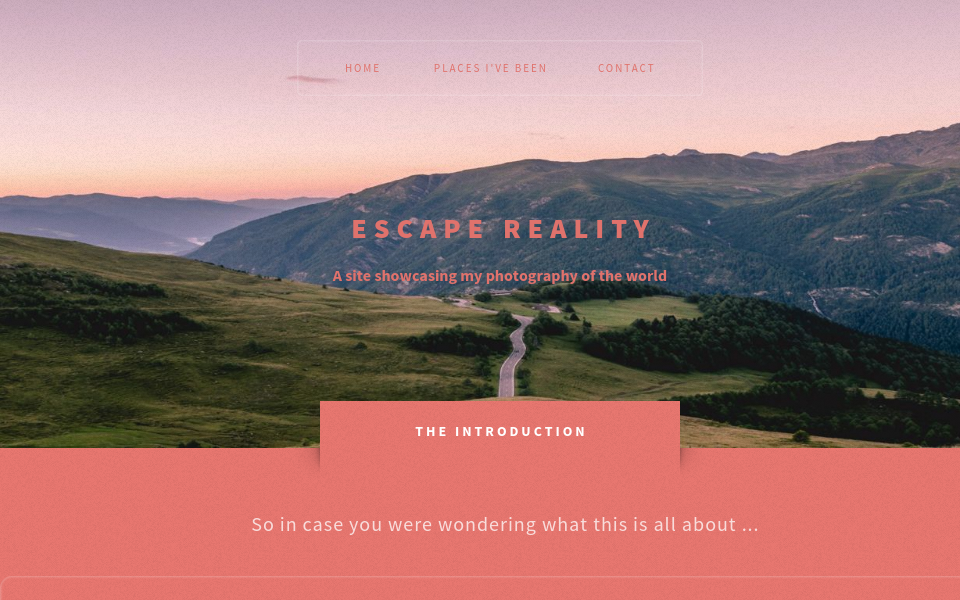 HOME PLACES I'VE BEEN CONTACT
ESCAPE REALITY
A site showcasing my photography of the world
THE INTRODUCTION
So in case you were wondering what this is all about ...